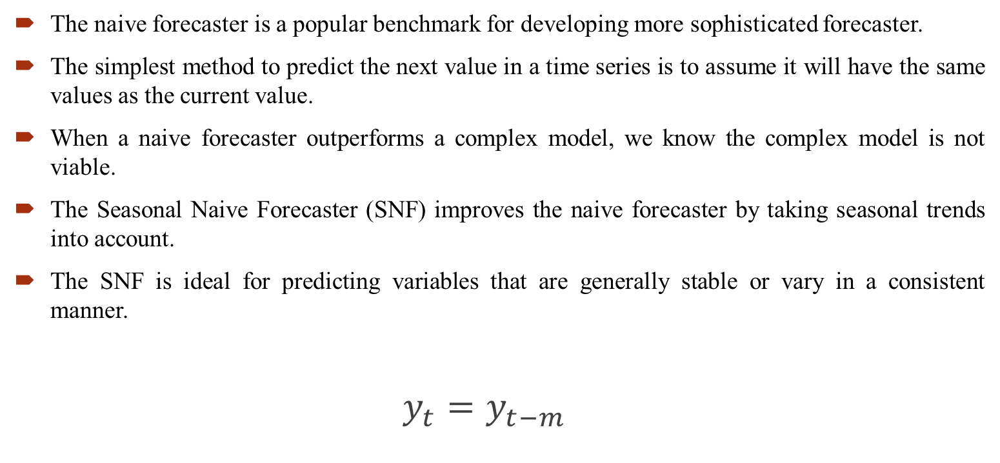 The naive forecaster is a popular benchmark for developing more sophisticated forecaster.
The simplest method to predict the next value in a time series is to assume it will have the same
values as the current value.
When a naive forecaster outperforms a complex model, we know the complex model is not
viable.
The Seasonal Naive Forecaster (SNF) improves the naive forecaster by taking seasonal trends
into account.
The SNF is ideal for predicting variables that are generally stable or vary in a consistent
manner.
$y_t = y_{t-m}$